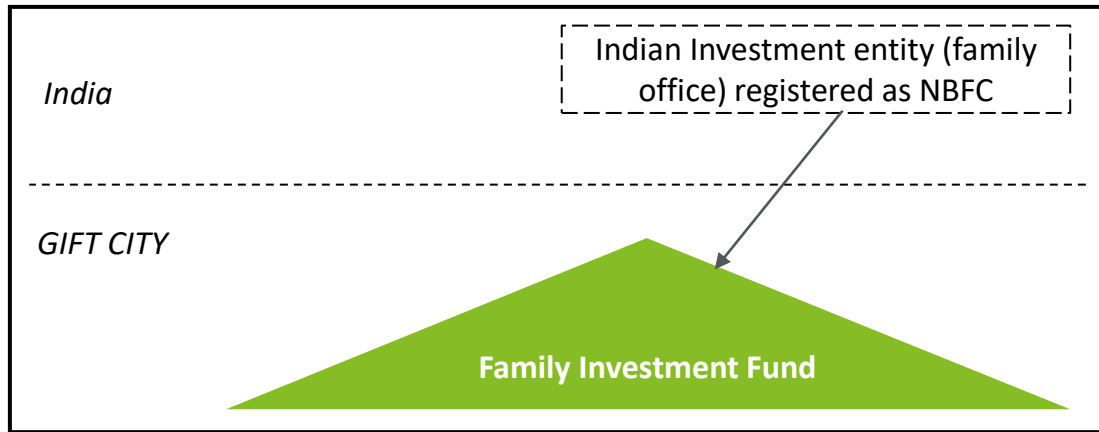 Indian Investment entity (family
office) registered as NBFC
India
GIFT CITY
Family Investment Fund